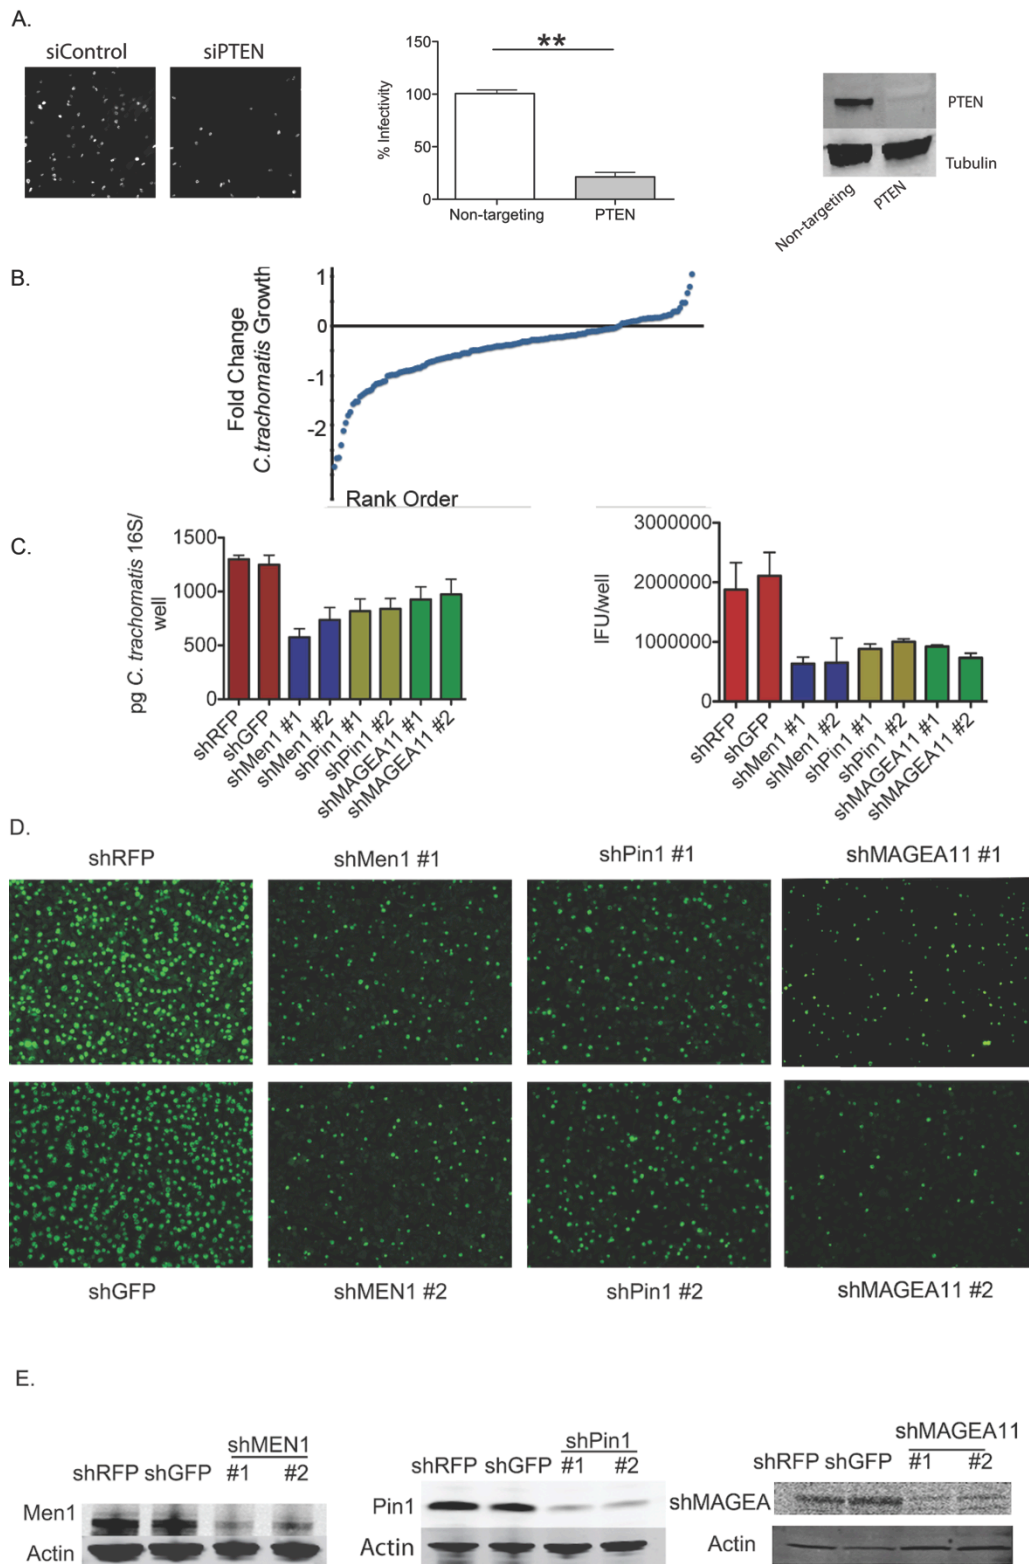 A.
siControl
siPTEN
% Infectivity
150
100
50
0
**
Non-targeting
PTEN
PTEN
Tubulin
Non-targeting
PTEN
B.
Fold Change
C.trachomatis Growth
1
0
-1
-2
Rank Order
C.
pg C. trachomatis 16S/
well
1500
1000
500
0
shRFP
shGFP
shMen1 #1
shMen1 #2
shPin1 #1
shPin1 #2
shMAGEA11 #1
shMAGEA11 #2
IFU/well
3000000
2000000
1000000
0
shRFP
shGFP
shMen1 #1
shMen1 #2
shPin1 #1
shPin1 #2
shMAGEA11 #1
shMAGEA11 #2
D.
shRFP
shMen1 #1
shPin1 #1
shMAGEA11 #1
shGFP
shMEN1 #2
shPin1 #2
shMAGEA11 #2
E.
shMEN1
shRFP shGFP #1 #2
Men1
Actin
shPin1
shRFP shGFP #1 #2
Pin1
Actin
shMAGEA11
shRFP shGFP #1 #2
shMAGEA
Actin